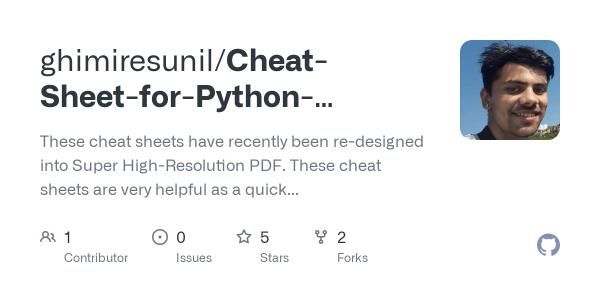 ghimiresunil/Cheat-
Sheet-for-Python-...
These cheat sheets have recently been re-designed
into Super High-Resolution PDF. These cheat
sheets are very helpful as a quick...
1
Contributor
0
Issues
5
Stars
2
Forks